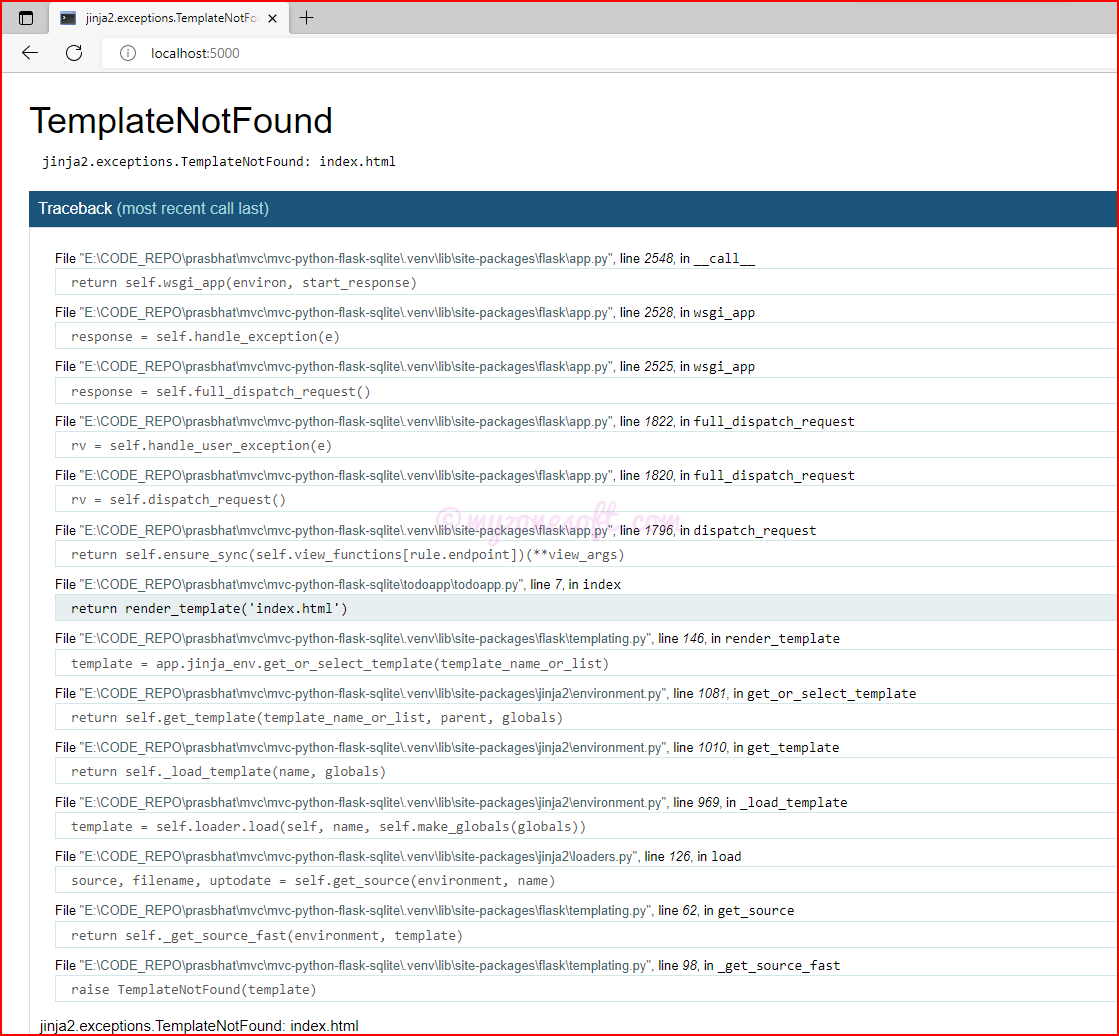 jinja2.exceptions.TemplateNotFo
localhost:5000
TemplateNotFound
jinja2.exceptions.TemplateNotFound: index.html
Traceback (most recent call last)
File "E:\CODE_REPO\prasbhat\mvc\mvc-python-flask-sqlite\.venv\lib\site-packages\flask\app.py", line 2548, in __call__
return self.wsgi_app(environ, start_response)
File "E:\CODE_REPO\prasbhat\mvc\mvc-python-flask-sqlite\.venv\lib\site-packages\flask\app.py", line 2528, in wsgi_app
response = self.handle_exception(e)
File "E:\CODE_REPO\prasbhat\mvc\mvc-python-flask-sqlite\.venv\lib\site-packages\flask\app.py", line 2525, in wsgi_app
response = self.full_dispatch_request()
File "E:\CODE_REPO\prasbhat\mvc\mvc-python-flask-sqlite\.venv\lib\site-packages\flask\app.py", line 1822, in full_dispatch_request
rv = self.handle_user_exception(e)
File "E:\CODE_REPO\prasbhat\mvc\mvc-python-flask-sqlite\.venv\lib\site-packages\flask\app.py", line 1820, in full_dispatch_request
rv = self.dispatch_request()
©myzonesoft.com
File "E:\CODE_REPO\prasbhat\mvc\mvc-python-flask-sqlite\.venv\lib\site-packages\flask\app.py", line 1796, in dispatch_request
return self.ensure_sync(self.view_functions[rule.endpoint])(**view_args)
File "E:\CODE_REPO\prasbhat\mvc\mvc-python-flask-sqlite\todoapp\todoapp.py", line 7, in index
return render_template('index.html')
File "E:\CODE_REPO\prasbhat\mvc\mvc-python-flask-sqlite\.venv\lib\site-packages\flask\templating.py", line 146, in render_template
template = app.jinja_env.get_or_select_template(template_name_or_list)
File "E:\CODE_REPO\prasbhat\mvc\mvc-python-flask-sqlite\.venv\lib\site-packages\jinja2\environment.py", line 1081, in get_or_select_template
return self.get_template(template_name_or_list, parent, globals)
File "E:\CODE_REPO\prasbhat\mvc\mvc-python-flask-sqlite\.venv\lib\site-packages\jinja2\environment.py", line 1010, in get_template
return self._load_template(name, globals)
File "E:\CODE_REPO\prasbhat\mvc\mvc-python-flask-sqlite\.venv\lib\site-packages\jinja2\environment.py", line 969, in _load_template
template = self.loader.load(self, name, self.make_globals(globals))
File "E:\CODE_REPO\prasbhat\mvc\mvc-python-flask-sqlite\.venv\lib\site-packages\jinja2\loaders.py", line 126, in load
source, filename, uptodate = self.get_source(environment, name)
File "E:\CODE_REPO\prasbhat\mvc\mvc-python-flask-sqlite\.venv\lib\site-packages\flask\templating.py", line 62, in get_source
return self._get_source_fast(environment, template)
File "E:\CODE_REPO\prasbhat\mvc\mvc-python-flask-sqlite\.venv\lib\site-packages\flask\templating.py", line 98, in _get_source_fast
raise TemplateNotFound(template)
jinja2.exceptions.TemplateNotFound: index.html